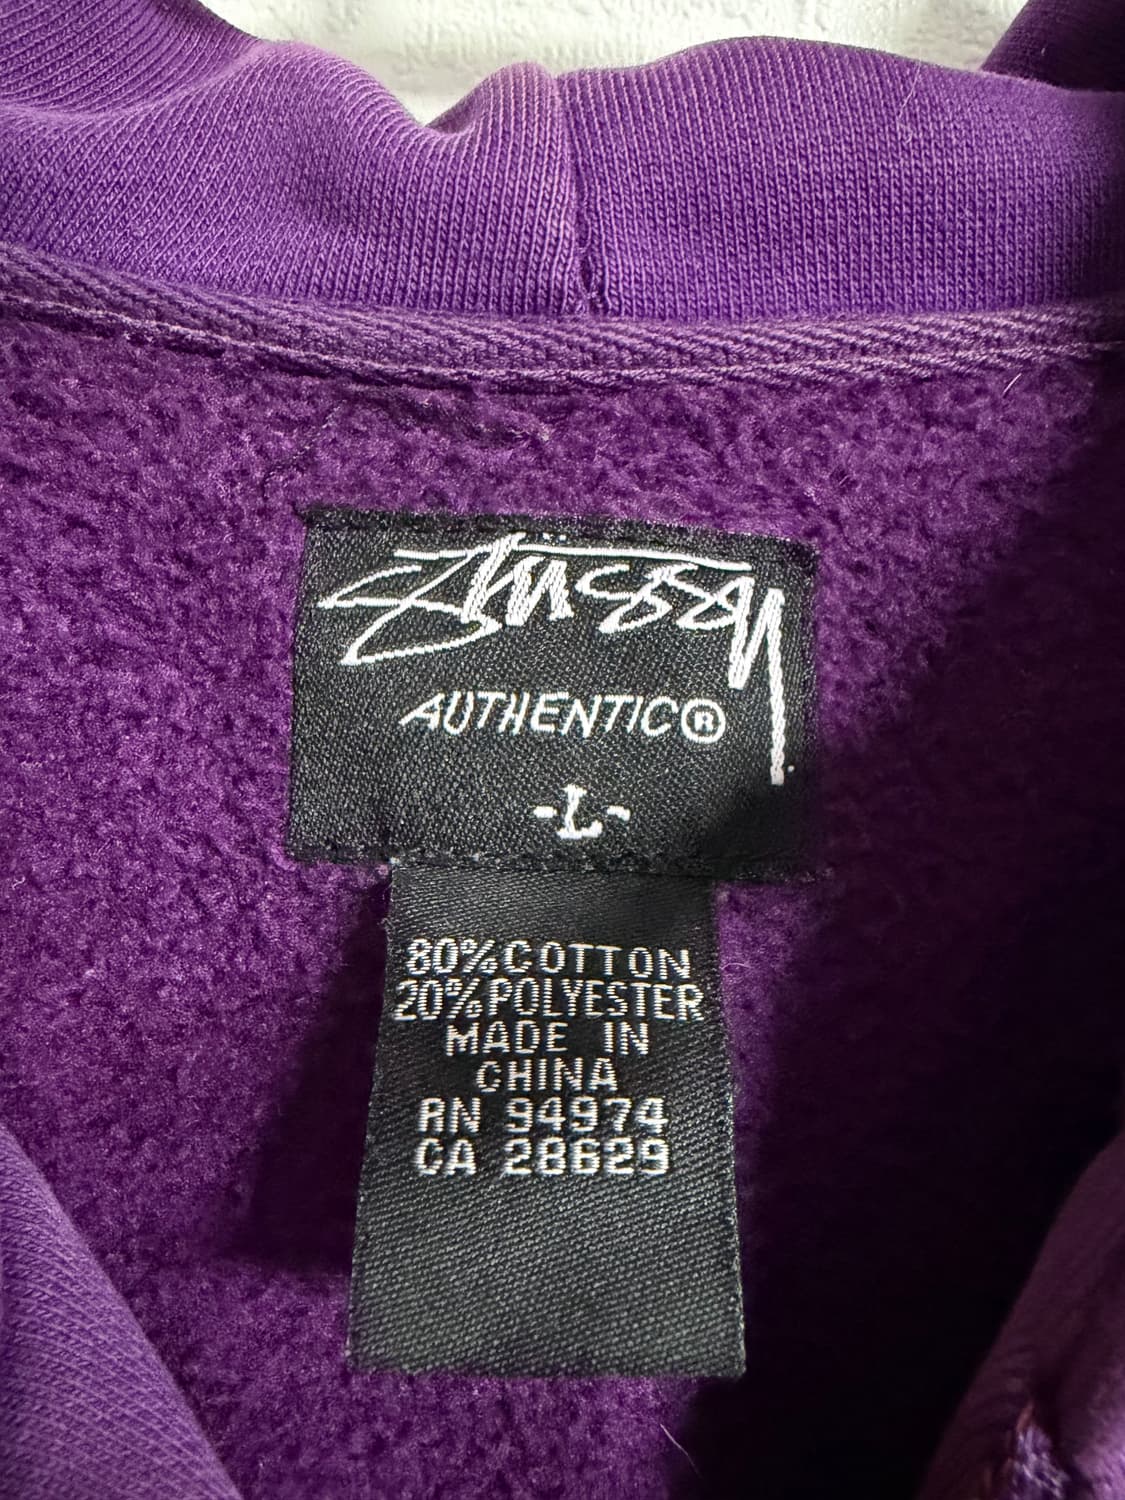 Stüssy
AUTHENTIC®
-L-
80%COTTON
20%POLYESTER
MADE IN
CHINA
RN 94974
CA 28629